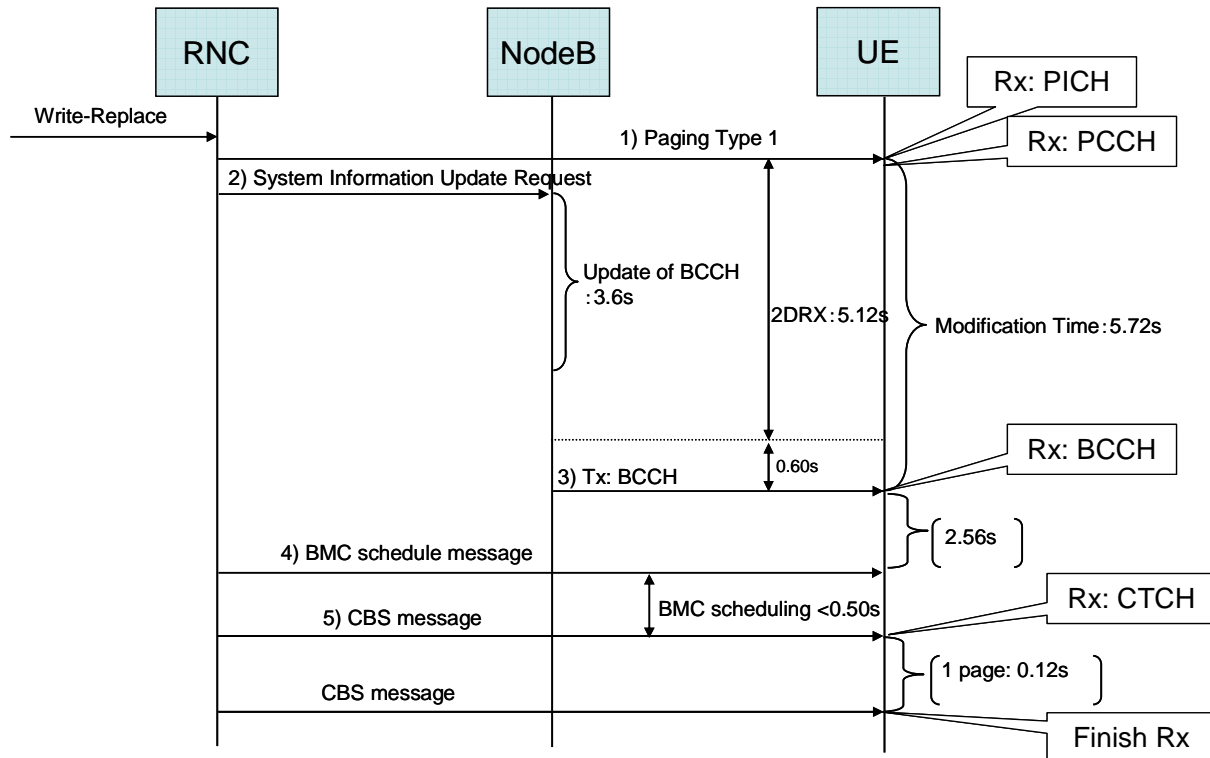 RNC
NodeB
UE
Rx: PICH
Write-Replace
1) Paging Type 1
Rx: PCCH
2) System Information Update Request
Update of BCCH
:3.6s
2DRX:5.12s
Modification Time:5.72s
Rx: BCCH
0.60s
3) Tx: BCCH
2.56s
4) BMC schedule message
BMC scheduling <0.50s
Rx: CTCH
5) CBS message
1 page: 0.12s
CBS message
Finish Rx